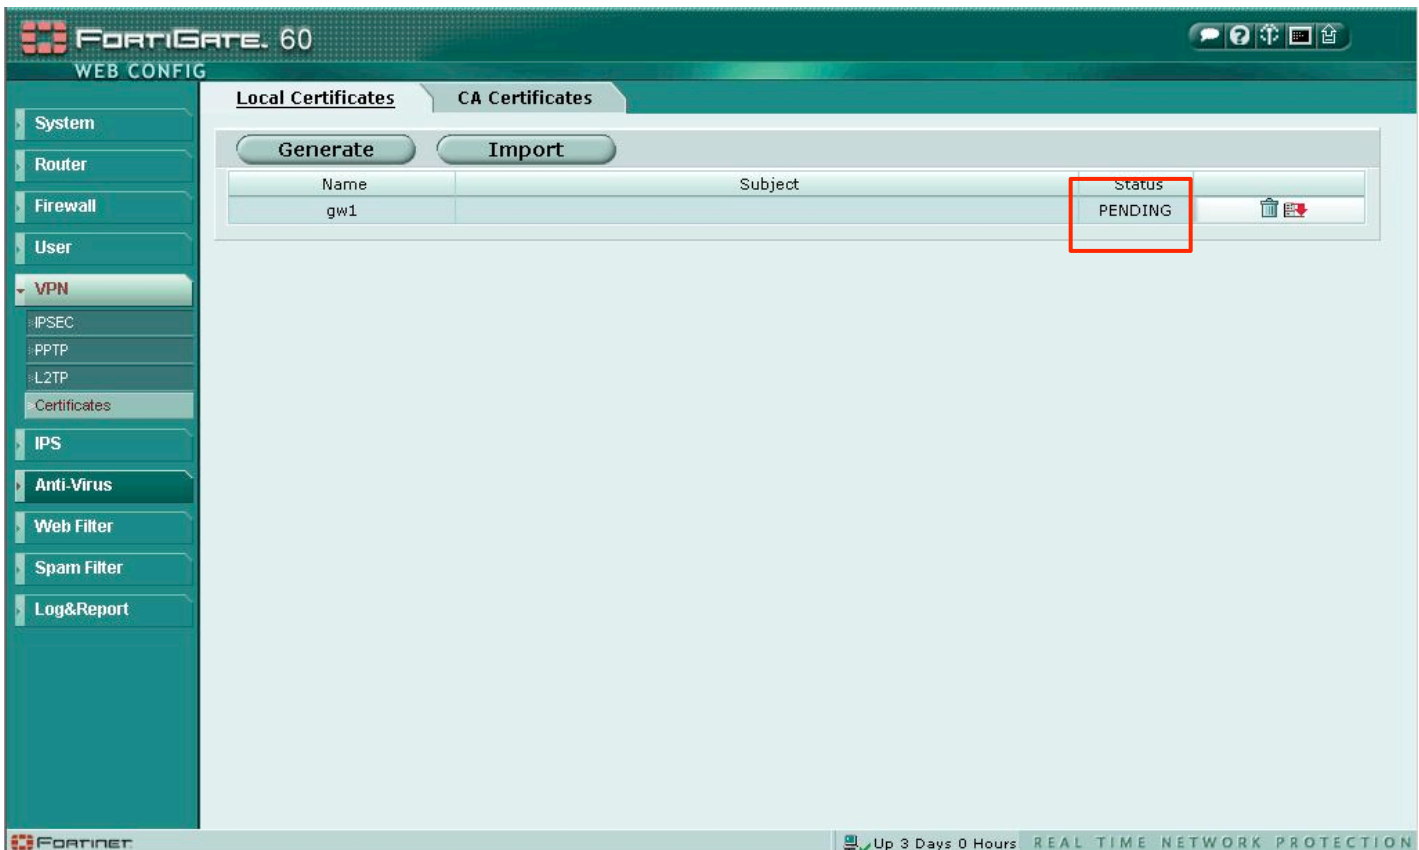 FORTIGATE. 60
WEB CONFIG
Local Certificates CA Certificates
System
Router
Firewall
User
VPN
IPSEC
PPTP
L2TP
Certificates
IPS
Anti-Virus
Web Filter
Spam Filter
Log&Report
Generate Import
Name Subject Status
gw1 PENDING
FORTINET
Up 3 Days 0 Hours REAL TIME NETWORK PROTECTION